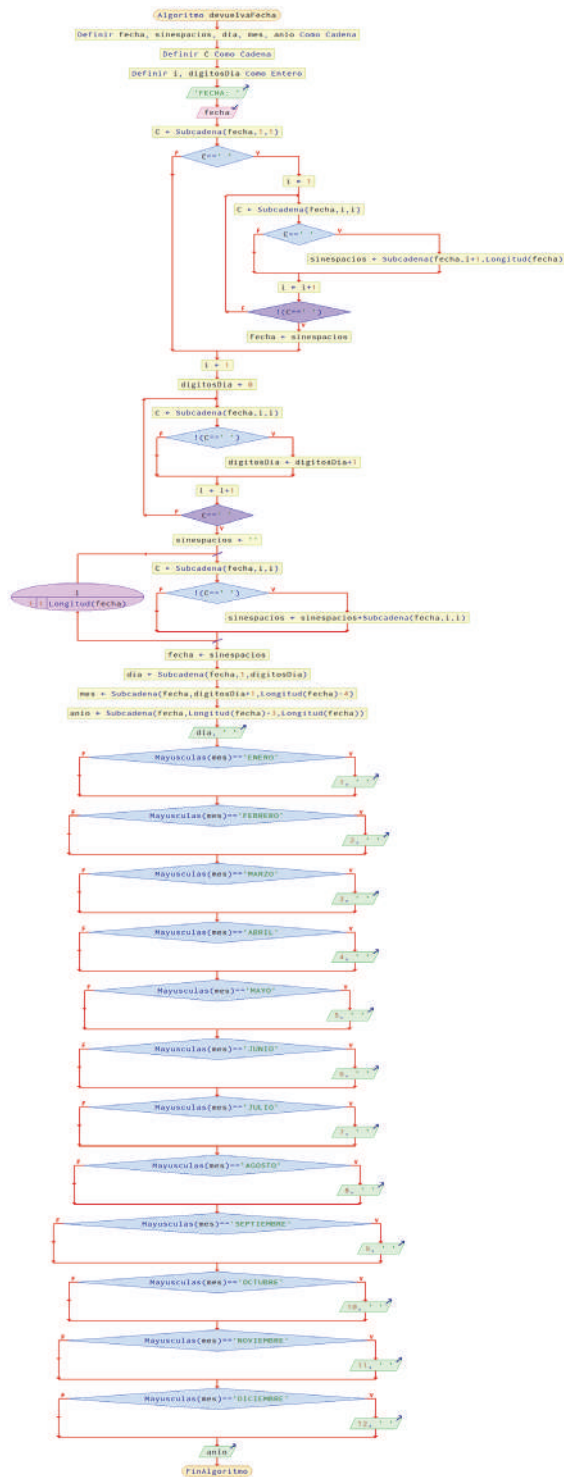 Algoritmo devuelvaFecha
Definir fecha, sinespacios, dia, mes, anio Como Cadena
Definir C Como Cadena
Definir i, digitosDia Como Entero
'FECHA: '
fecha
C ← Subcadena(fecha,1,1)
F C==' ' V
i ← 1
C ← Subcadena(fecha,i,i)
F C==' ' V
sinespacios ← Subcadena(fecha,i+1,Longitud(fecha)
i ← i+1
F !(C==' ')
V
fecha ← sinespacios
i ← 1
digitosDia ← 0
C ← Subcadena(fecha,i,i)
F !(C==' ') V
digitosDia ← digitosDia+1
i ← i+1
F C==' '
V
sinespacios ← ''
C ← Subcadena(fecha,i,i)
i
Longitud(fecha)
F !(C==' ') V
sinespacios ← sinespacios+Subcadena(fecha,i,i)
fecha ← sinespacios
dia ← Subcadena(fecha,1,digitosDia)
mes ← Subcadena(fecha,digitosDia+1,Longitud(fecha)-4)
anio ← Subcadena(fecha,Longitud(fecha)-3,Longitud(fecha))
dia, ' '
F Mayusculas(mes)=='ENERO' V
1, ' '
F Mayusculas(mes)=='FEBRERO' V
2, ' '
F Mayusculas(mes)=='MARZO' V
3, ' '
F Mayusculas(mes)=='ABRIL' V
4, ' '
F Mayusculas(mes)=='MAYO' V
5, ' '
F Mayusculas(mes)=='JUNIO' V
6, ' '
F Mayusculas(mes)=='JULIO' V
7, ' '
F Mayusculas(mes)=='AGOSTO' V
8, ' '
F Mayusculas(mes)=='SEPTIEMBRE' V
9, ' '
F Mayusculas(mes)=='OCTUBRE' V
10, ' '
F Mayusculas(mes)=='NOVIEMBRE' V
11, ' '
F Mayusculas(mes)=='DICIEMBRE' V
12, ' '
anio
FinAlgoritmo